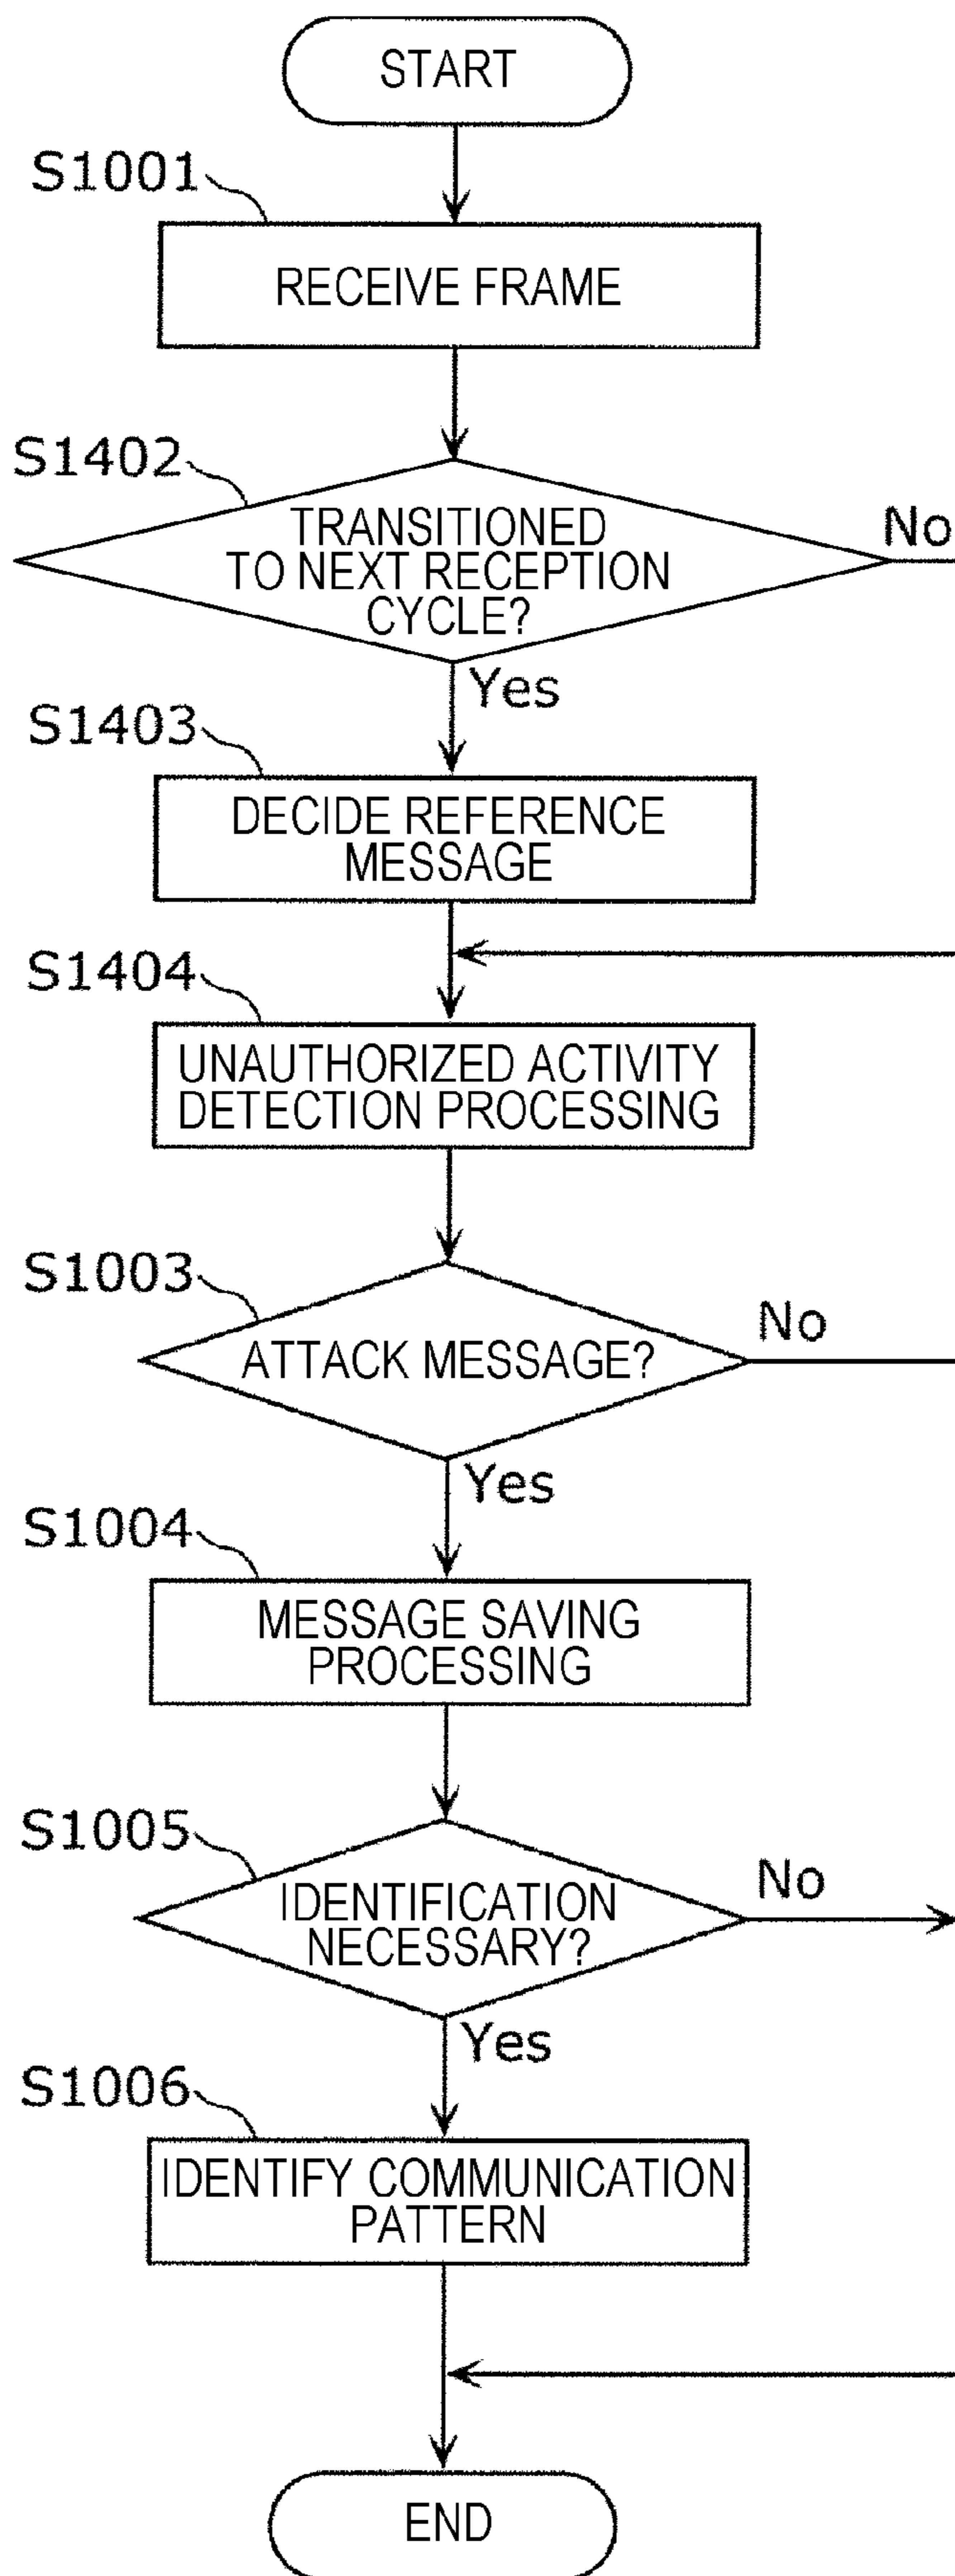 START
S1001
RECEIVE FRAME
S1402
TRANSITIONED
TO NEXT RECEPTION
CYCLE?
No
Yes
S1403
DECIDE REFERENCE
MESSAGE
S1404
UNAUTHORIZED ACTIVITY
DETECTION PROCESSING
S1003
ATTACK MESSAGE?
No
Yes
S1004
MESSAGE SAVING
PROCESSING
S1005
IDENTIFICATION
NECESSARY?
No
Yes
S1006
IDENTIFY COMMUNICATION
PATTERN
END